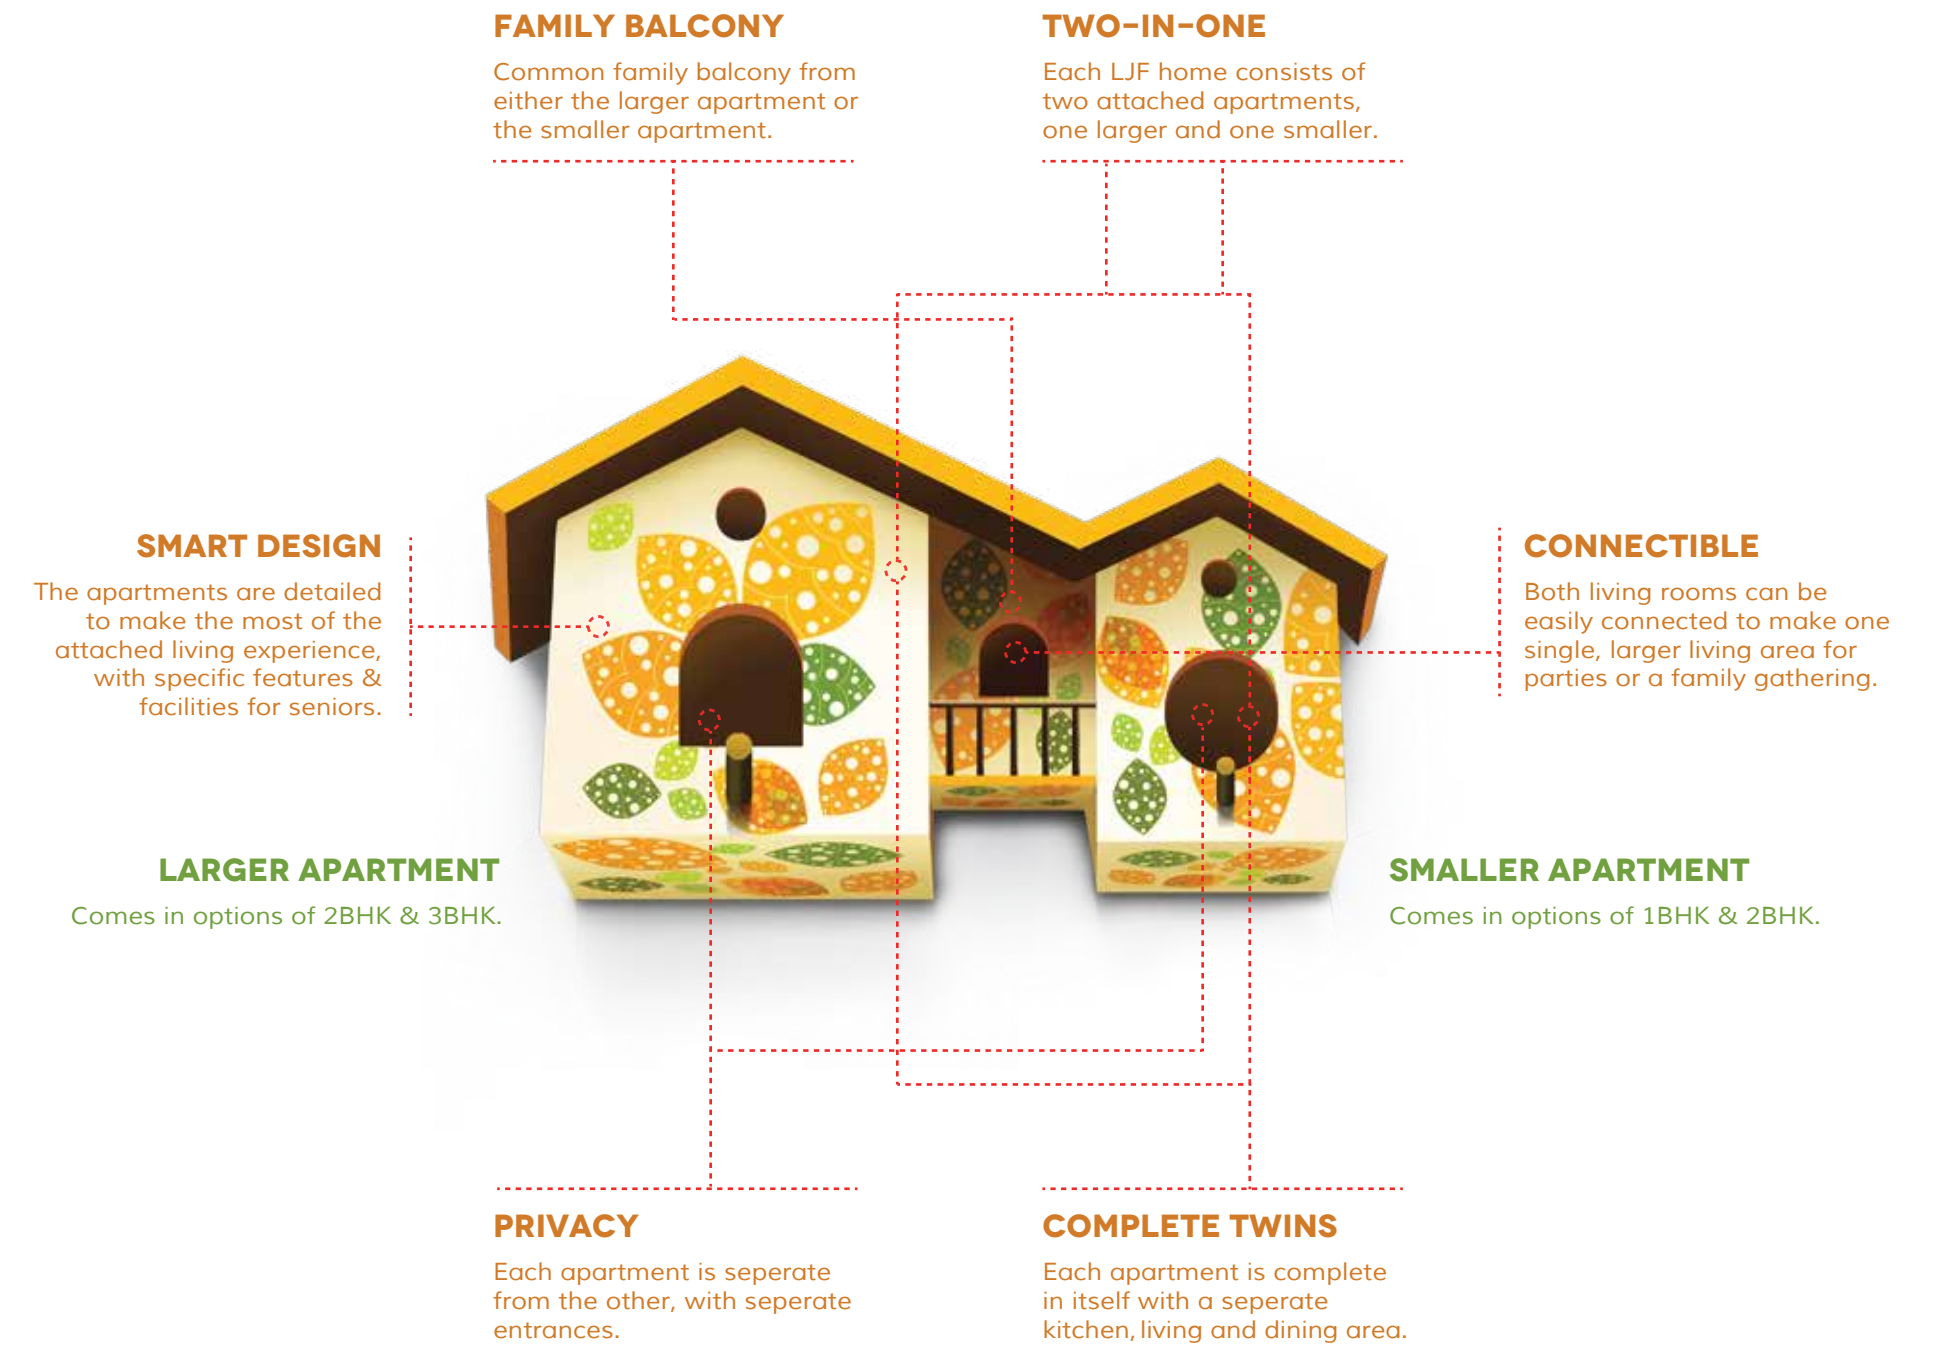 FAMILY BALCONY
Common family balcony from
either the larger apartment or
the smaller apartment.
TWO-IN-ONE
Each LJF home consists of
two attached apartments,
one larger and one smaller.
SMART DESIGN
The apartments are detailed
to make the most of the
attached living experience,
with specific features &
facilities for seniors.
CONNECTIBLE
Both living rooms can be
easily connected to make one
single, larger living area for
parties or a family gathering.
LARGER APARTMENT
Comes in options of 2BHK & 3BHK.
SMALLER APARTMENT
Comes in options of 1BHK & 2BHK.
PRIVACY
Each apartment is seperate
from the other, with seperate
entrances.
COMPLETE TWINS
Each apartment is complete
in itself with a seperate
kitchen, living and dining area.